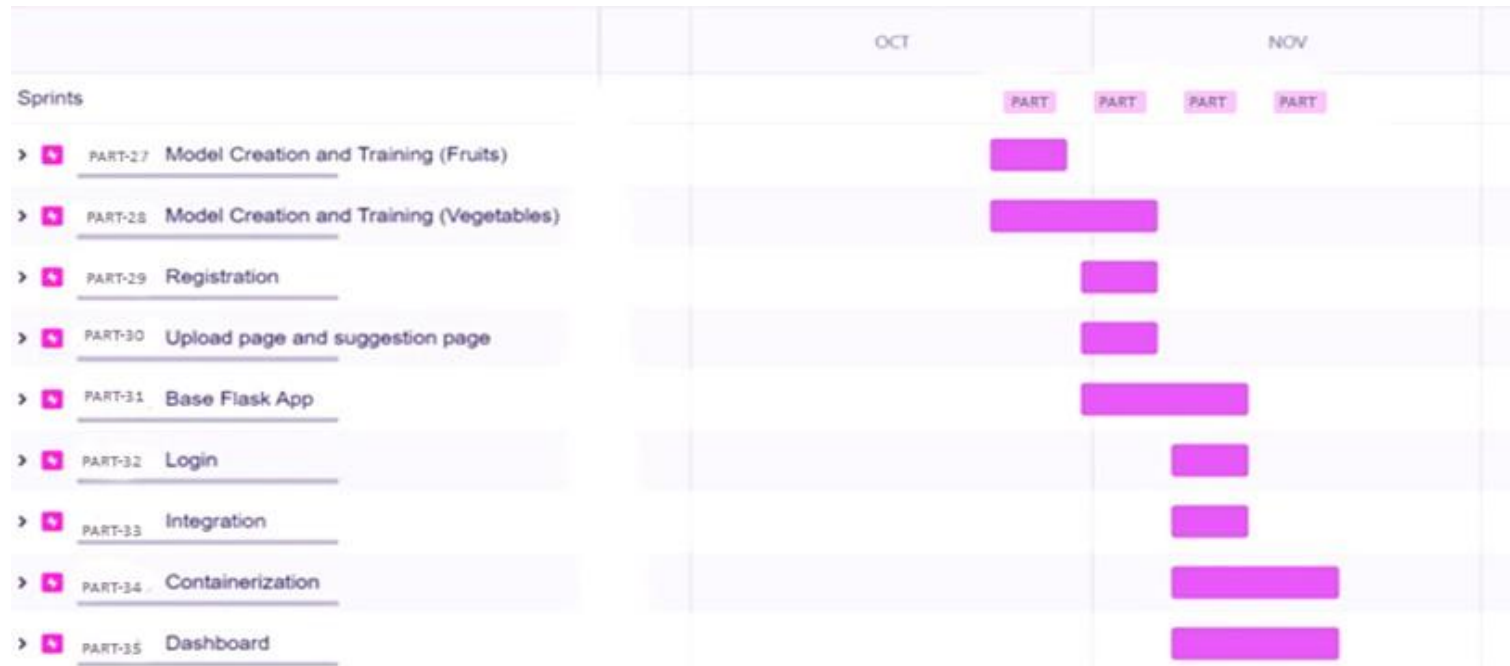 OCT NOV
Sprints PART PART PART PART
PART-27 Model Creation and Training (Fruits)
PART-28 Model Creation and Training (Vegetables)
PART-29 Registration
PART-30 Upload page and suggestion page
PART-31 Base Flask App
PART-32 Login
PART-33 Integration
PART-34 Containerization
PART-35 Dashboard